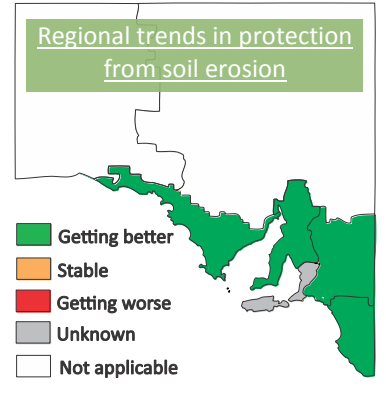 Regional trends in protection
from soil erosion
Getting better
Stable
Getting worse
Unknown
Not applicable